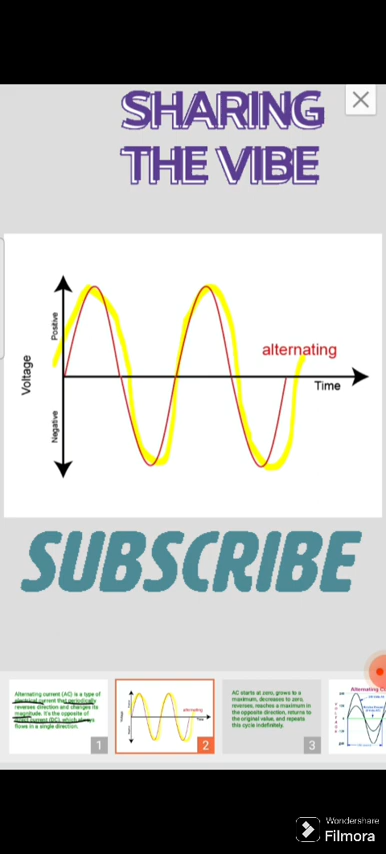 SHARING
THE VIBE
Positive
Voltage
Negative
alternating
Time
SUBSCRIBE
Alternating current (AC) is a type of
electrical current that periodically
reverses direction and changes its
magnitude. It's the opposite of
direct current (DC), which always
flows in a single direction.
1
alternating
Time
Voltage
2
AC starts at zero, grows to a
maximum, decreases to zero,
reverses, reaches a maximum in
the opposite direction, returns to
the original value, and repeats
this cycle indefinitely.
3
Wondershare
Filmora